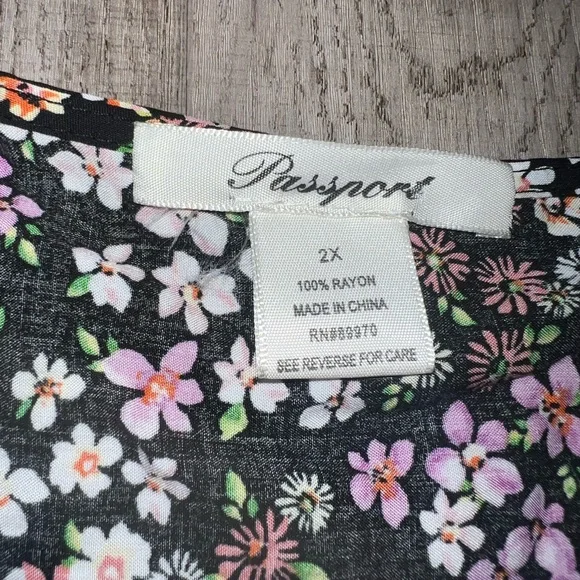 Passport
2X
100% RAYON
MADE IN CHINA
RN#89970
SEE REVERSE FOR CARE